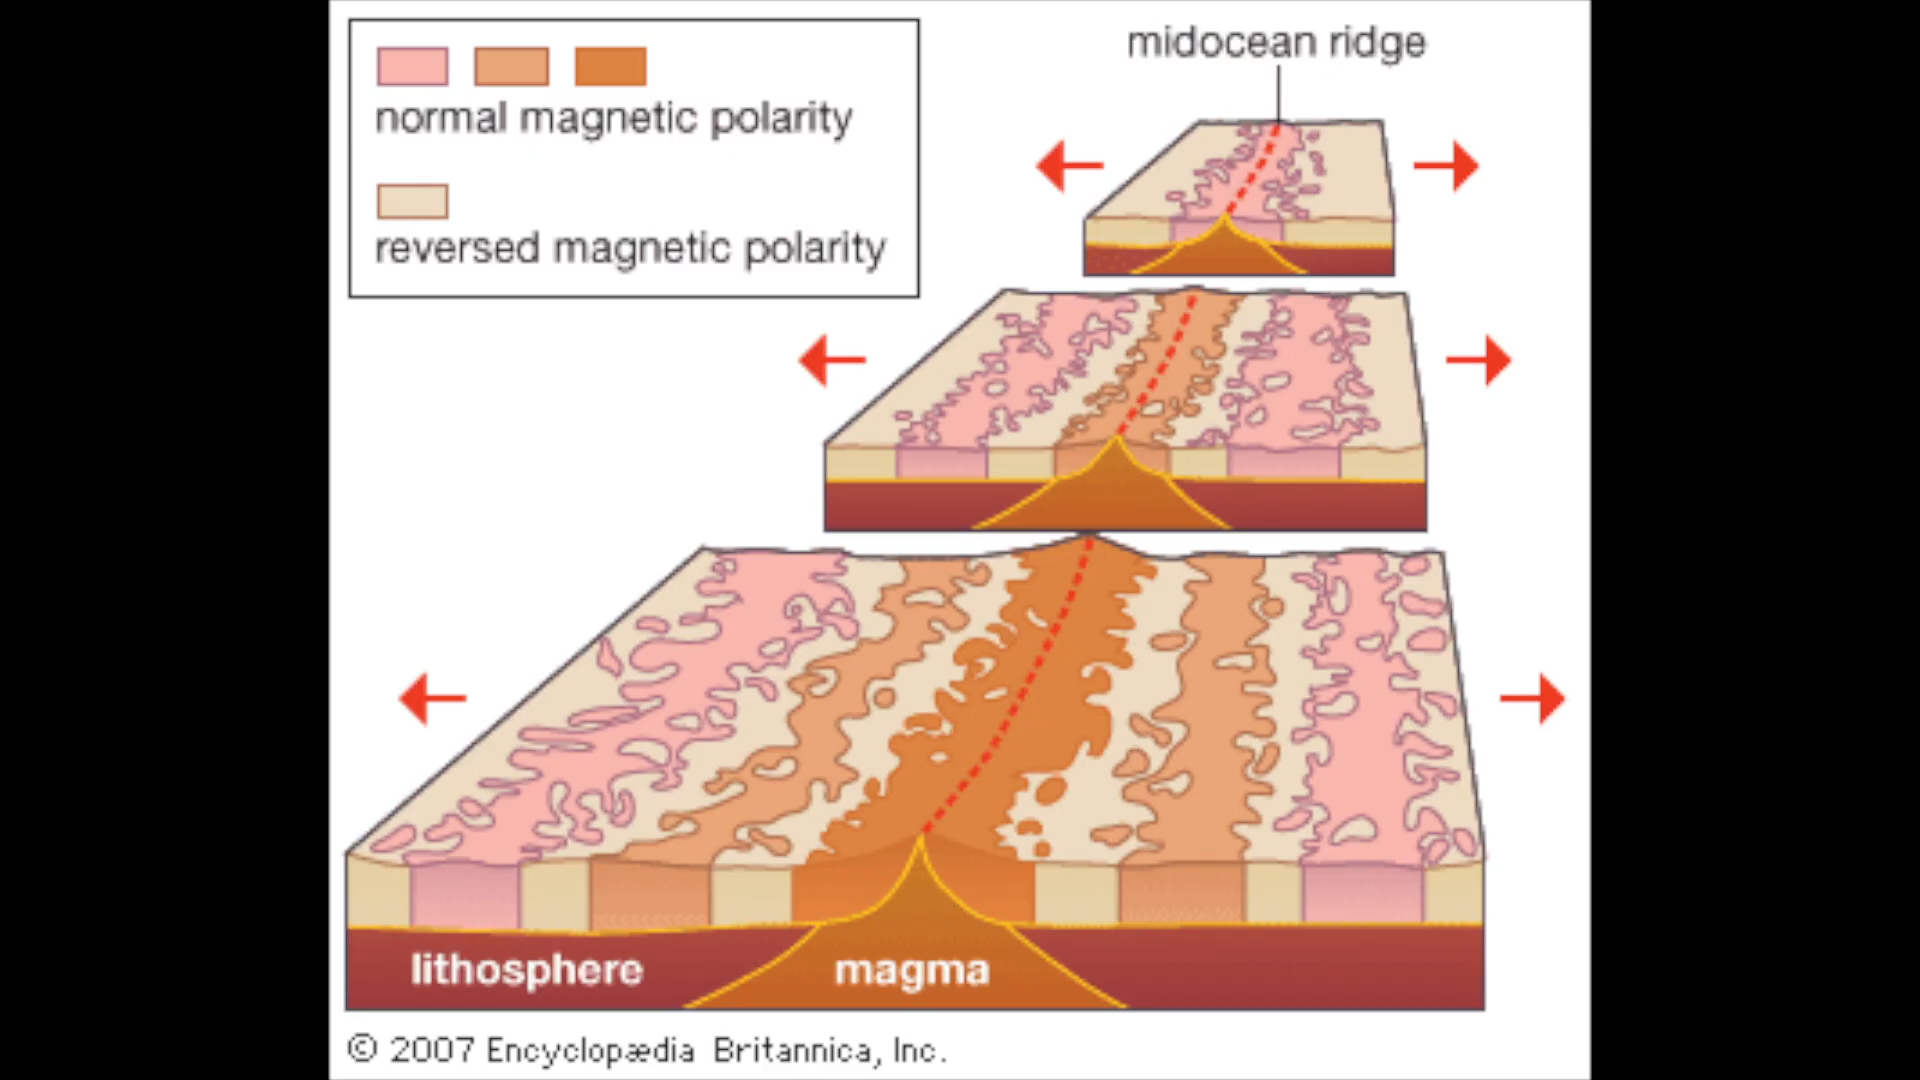 midocean ridge
normal magnetic polarity
reversed magnetic polarity
lithosphere
magma
© 2007 Encyclopædia Britannica, Inc.